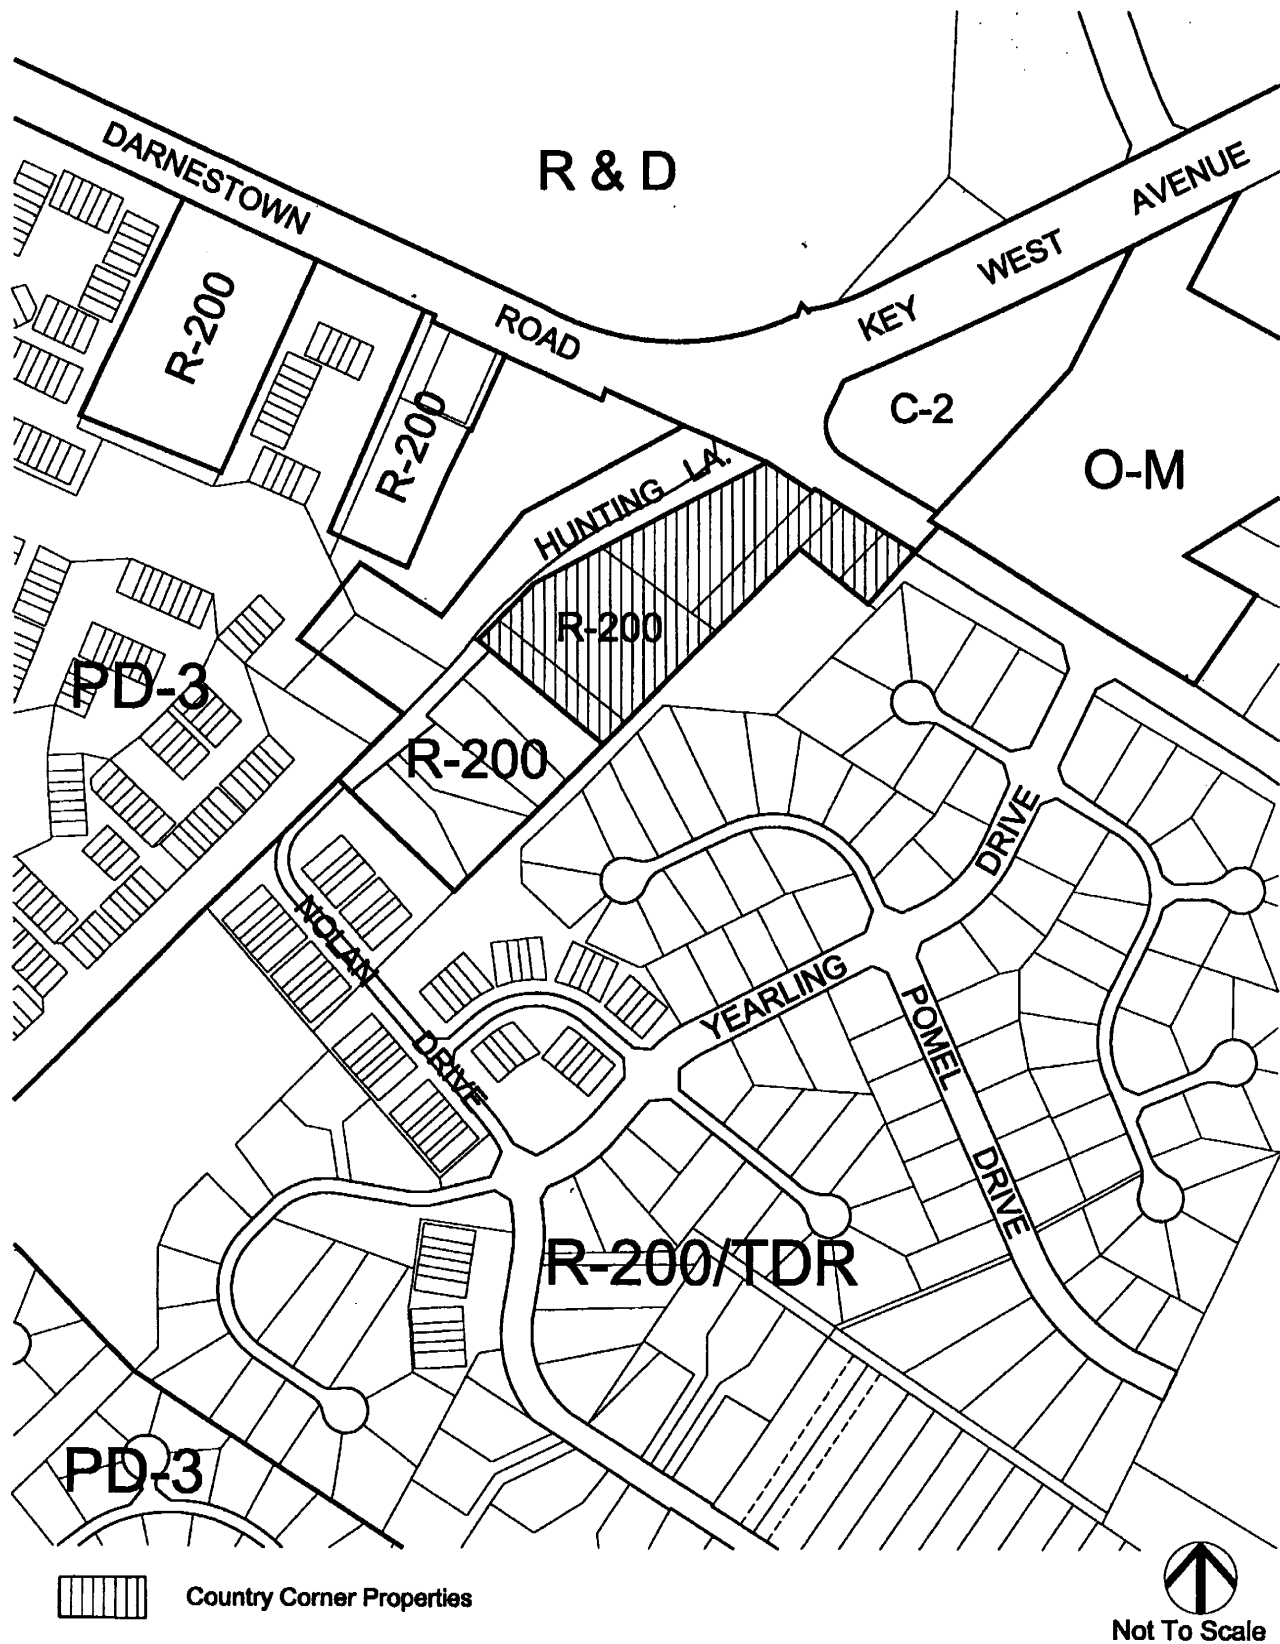 DARNESTOWN
R & D
AVENUE
WEST
KEY
ROAD
R-200
C-2
R-200
O-M
HUNTING LA.
R-200
PD-3
R-200
DRIVE
NOLAN
YEARLING
POMEL
DRIVE
DRIVE
R-200/TDR
PD-3
Country Corner Properties
Not To Scale